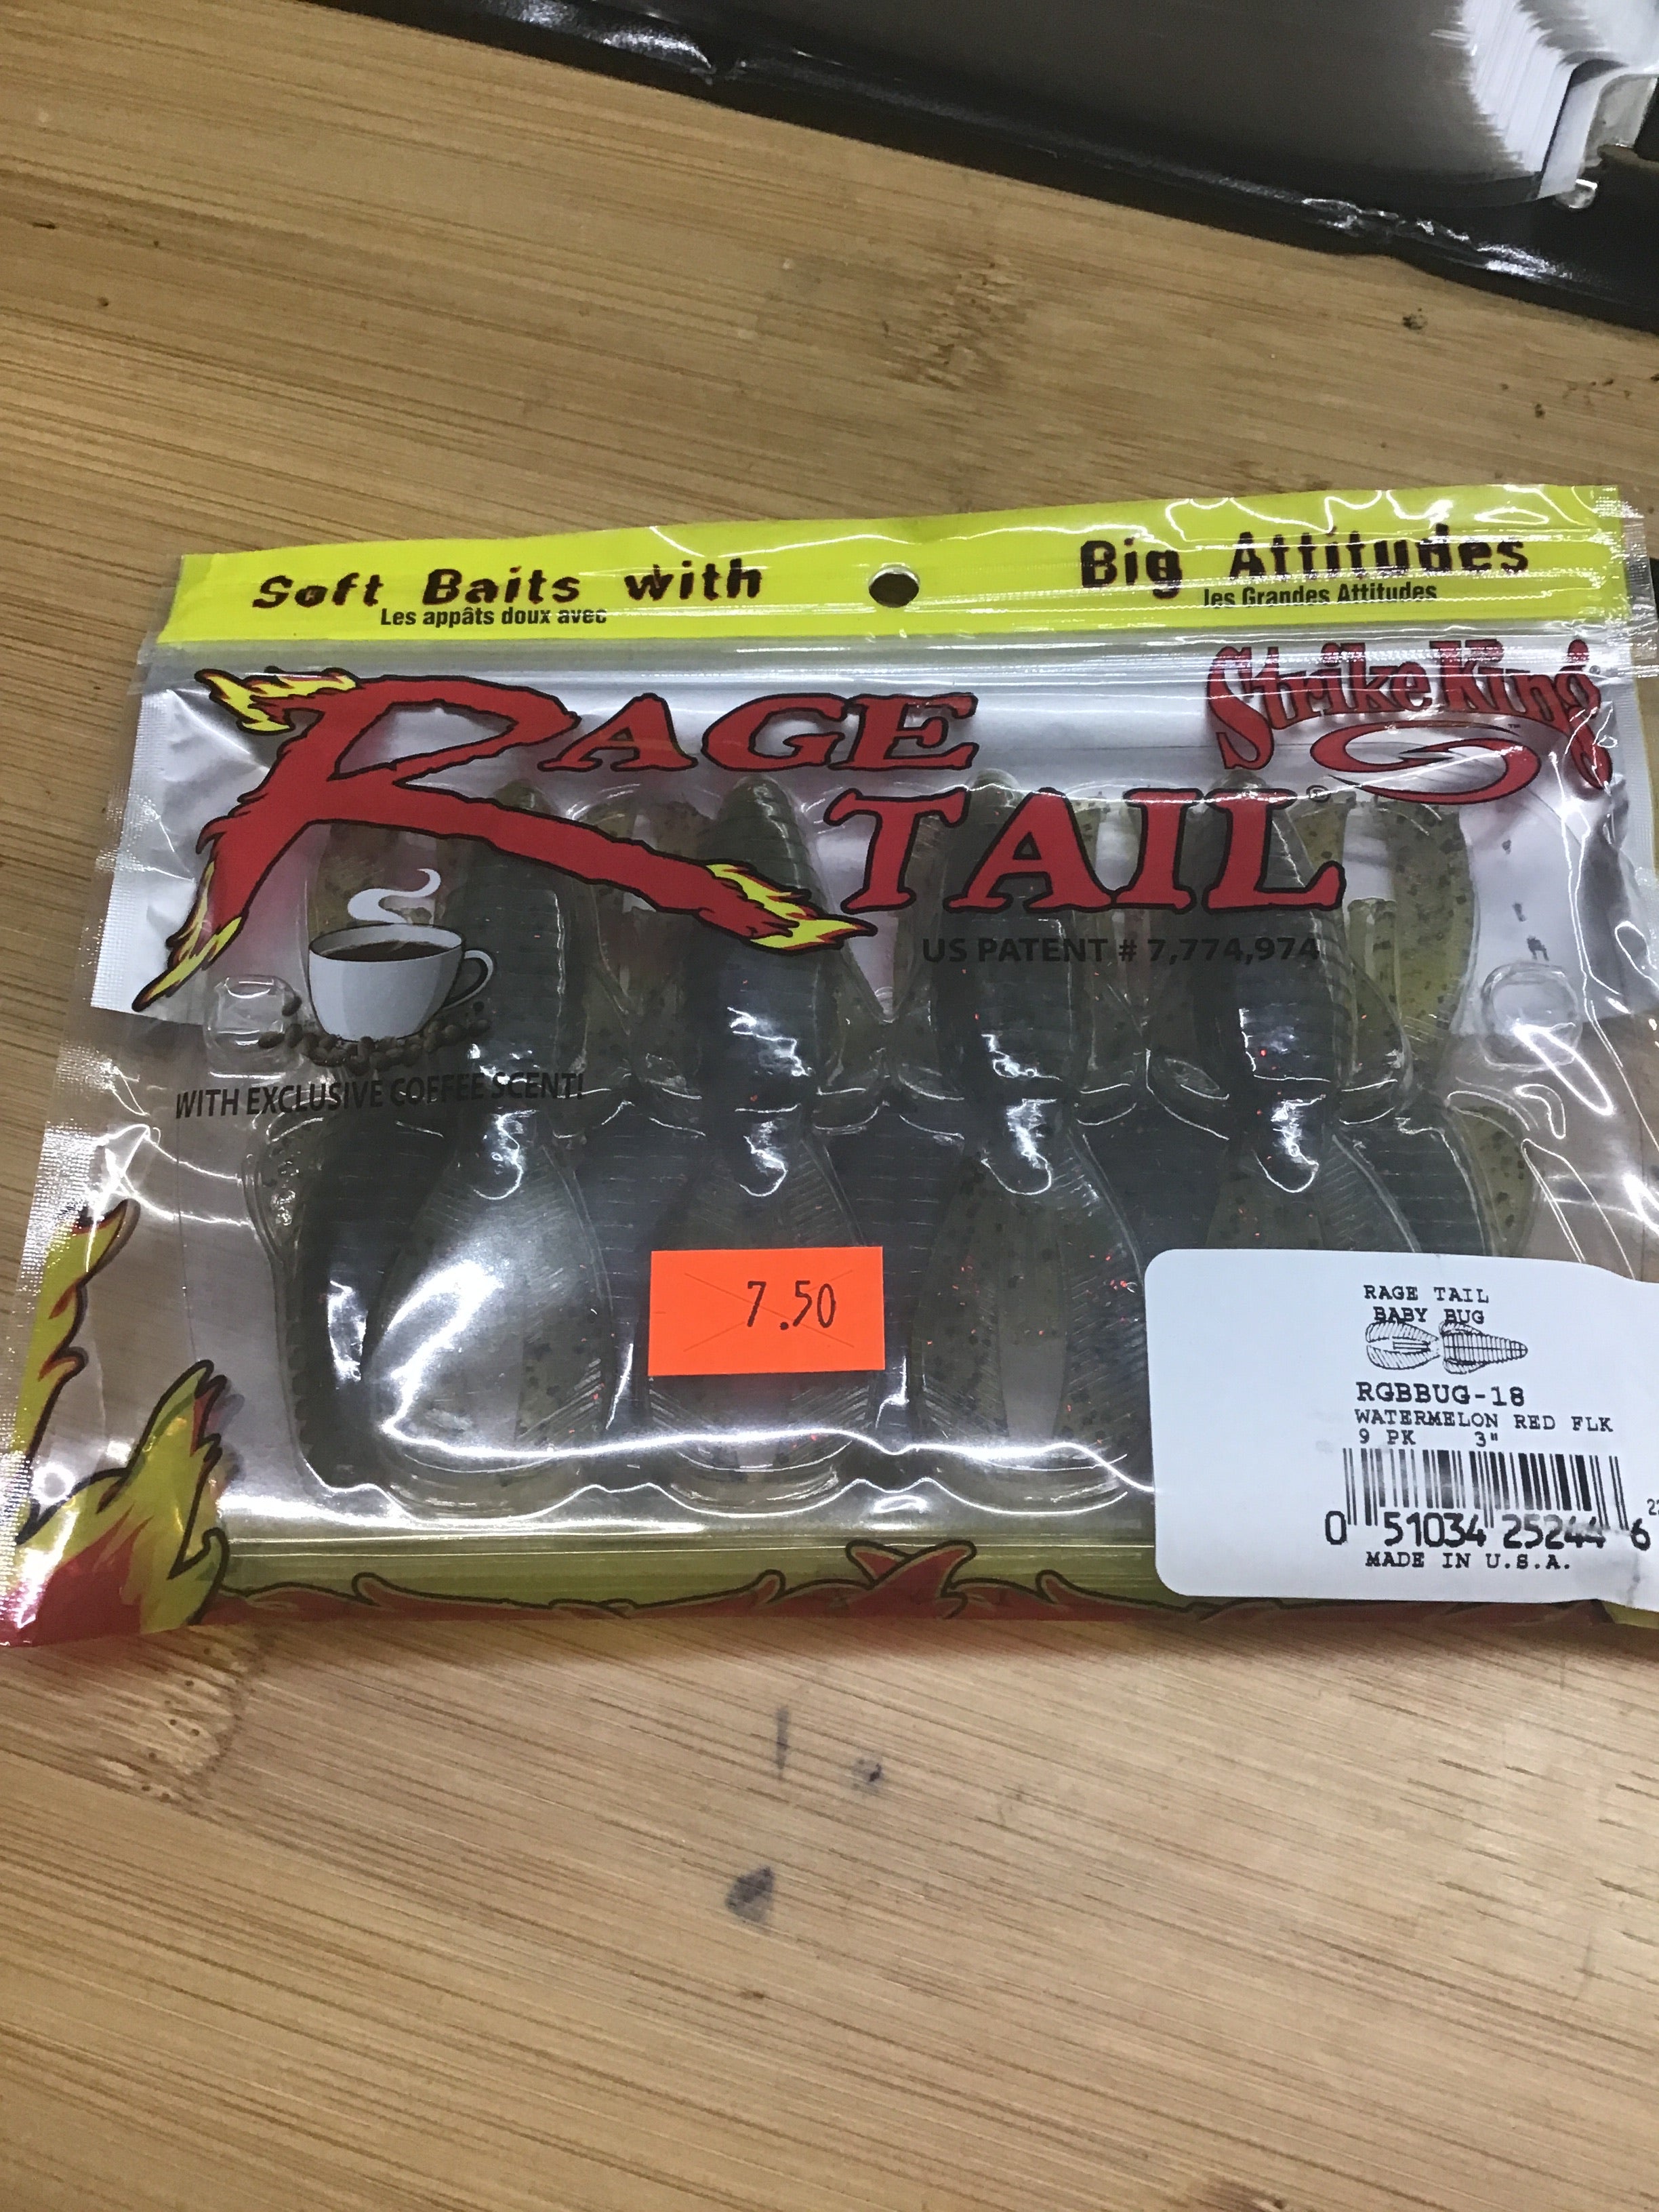 Soft Baits with Big Attitudes
Les appâts doux avec les Grandes Attitudes
RAGE TAIL®
Strike King®
US PATENT # 7,774,974
WITH EXCLUSIVE COFFEE SCENT!
7.50
RAGE TAIL
BABY BUG
RGBBUG-18
WATERMELON RED FLK
9 PK 3"
0 51034 25244 6
MADE IN U.S.A.